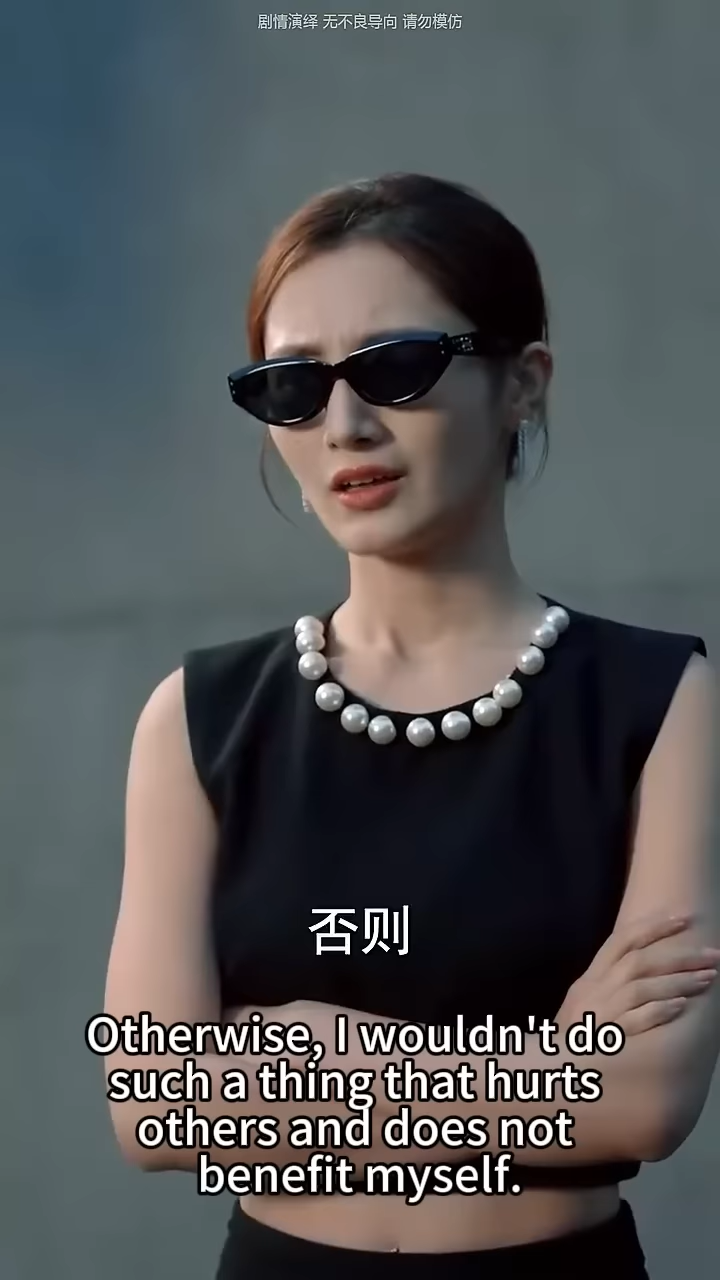 剧情演绎 无不良导向 请勿模仿
否则
Otherwise, I wouldn't do
such a thing that hurts
others and does not
benefit myself.